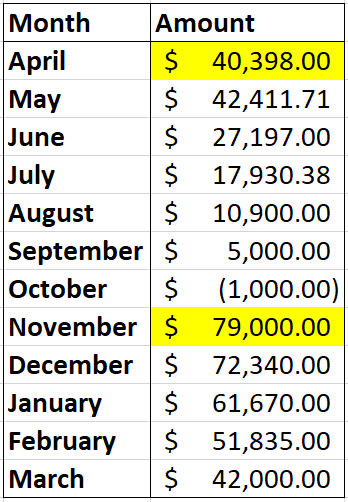 Month Amount
April $ 40,398.00
May $ 42,411.71
June $ 27,197.00
July $ 17,930.38
August $ 10,900.00
September $ 5,000.00
October $ (1,000.00)
November $ 79,000.00
December $ 72,340.00
January $ 61,670.00
February $ 51,835.00
March $ 42,000.00